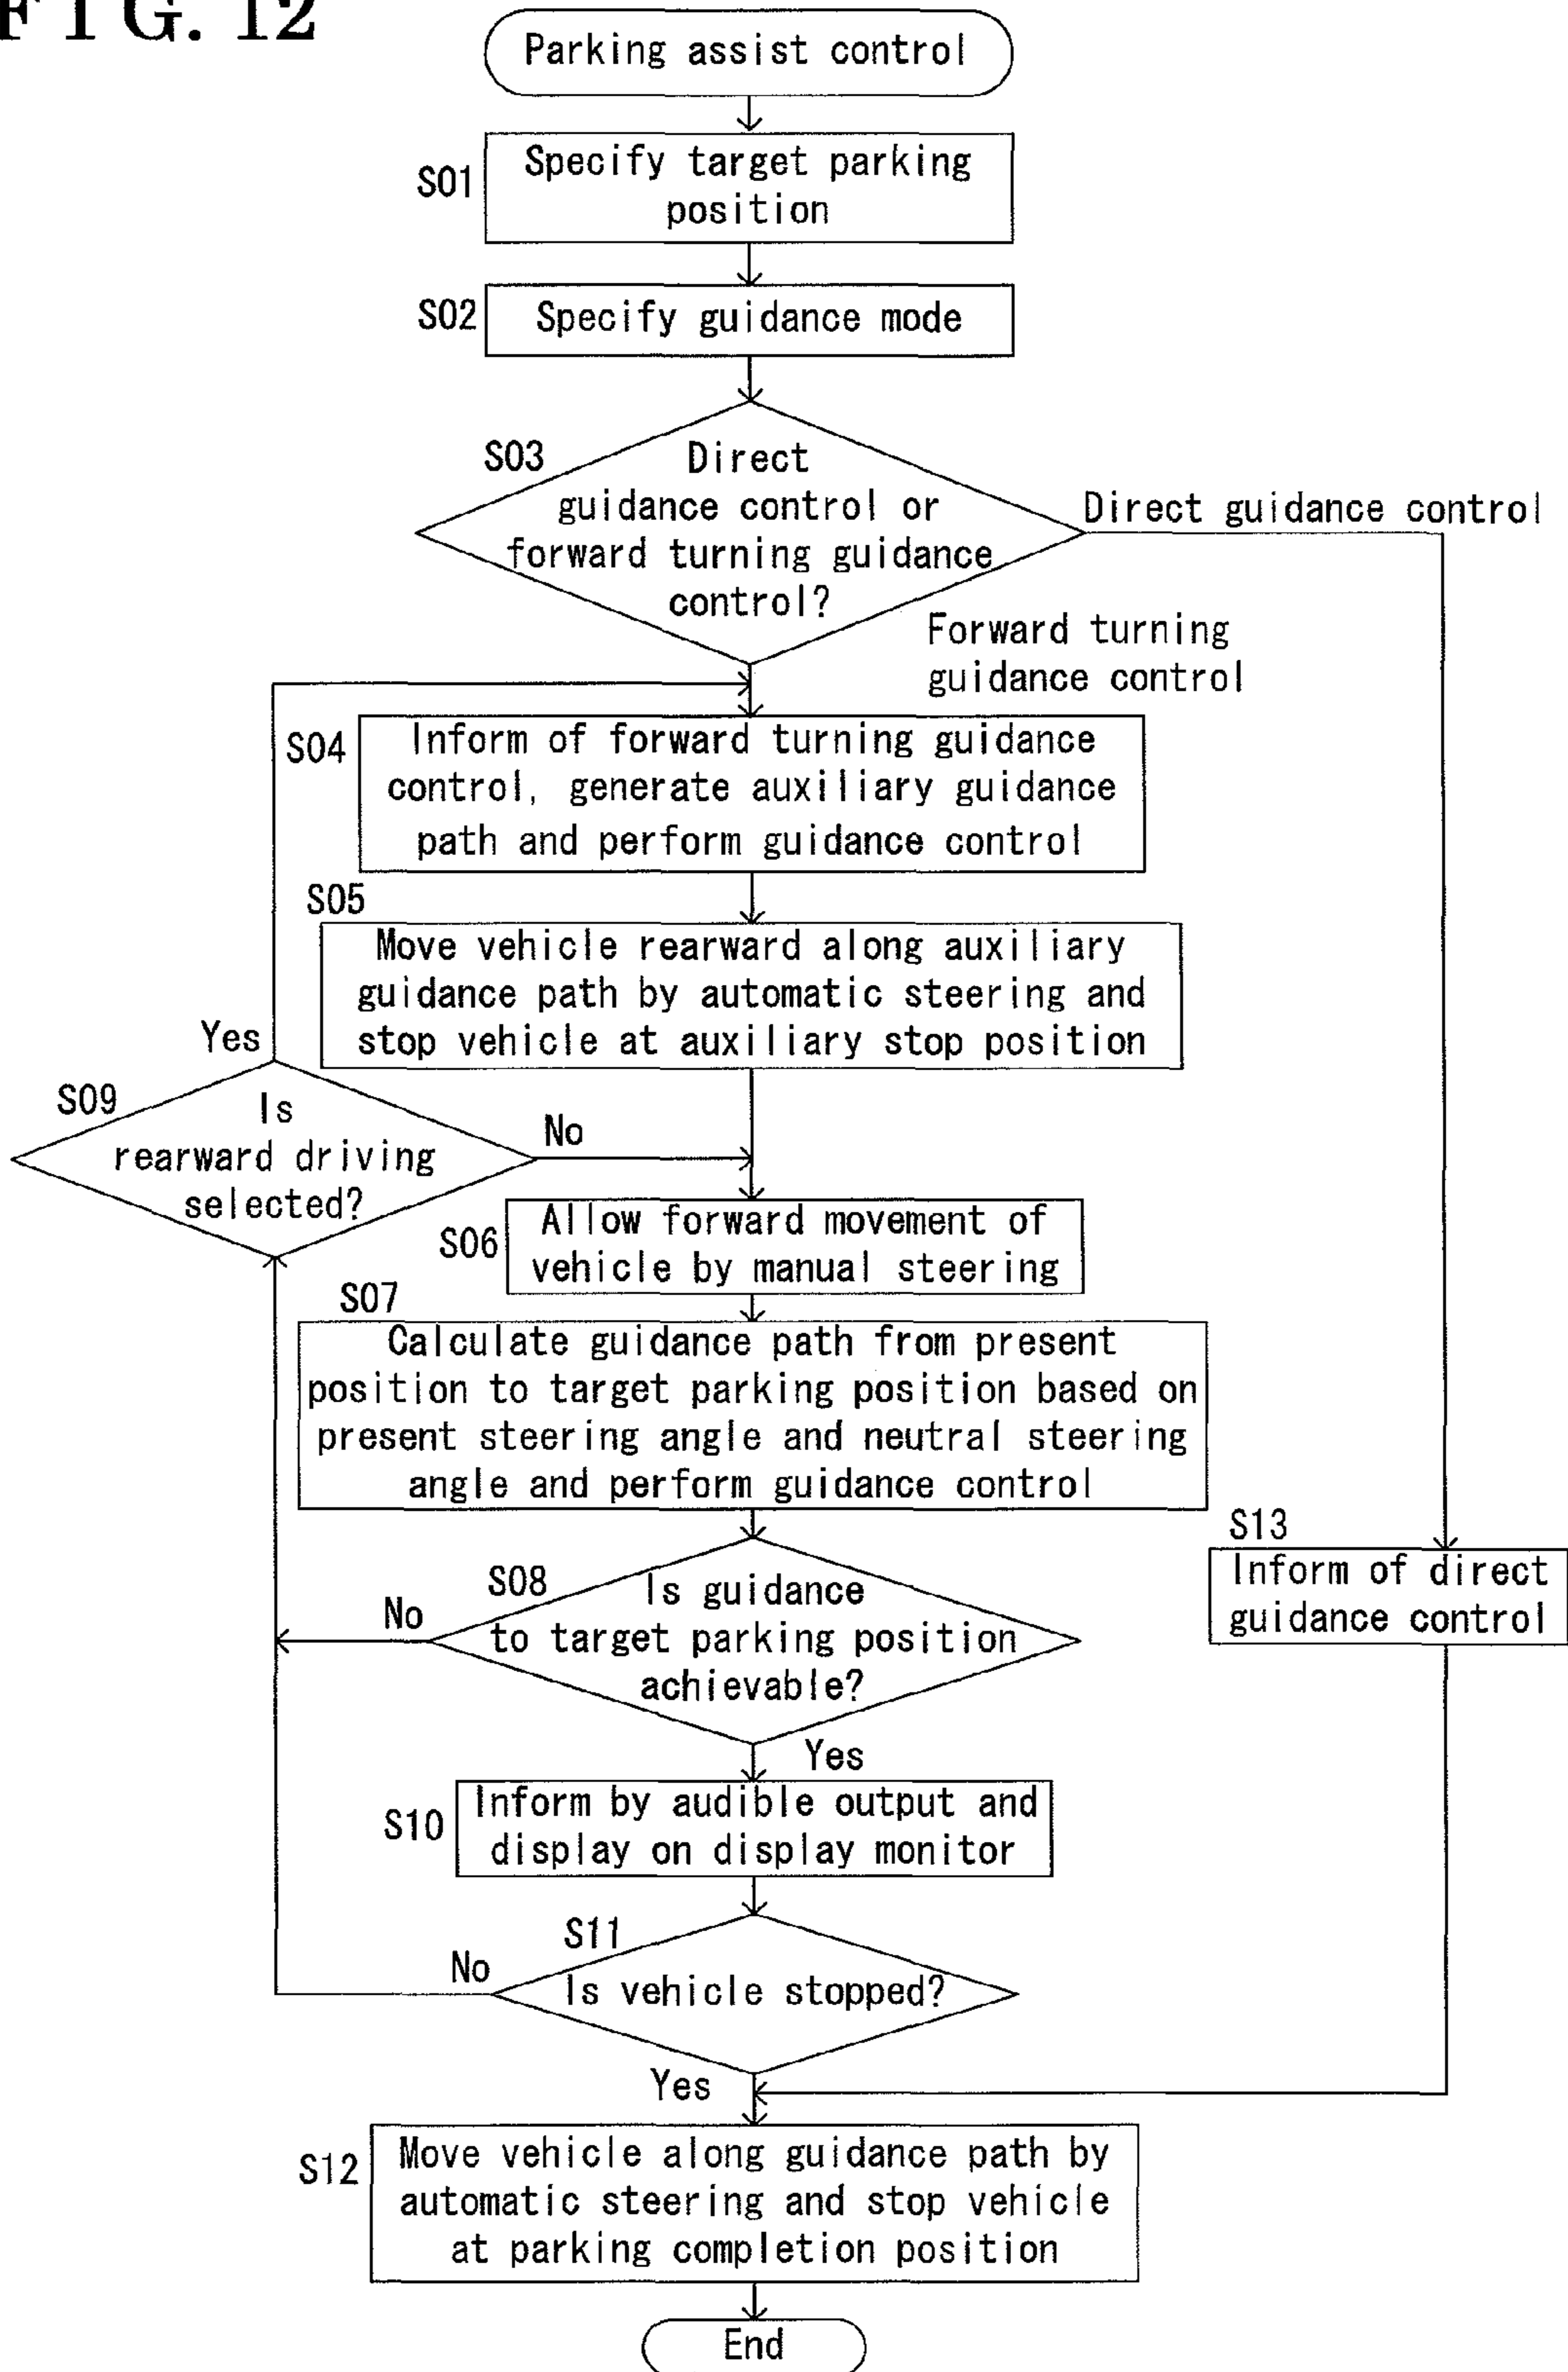 FIG. 12
Parking assist control
S01
Specify target parking
position
S02
Specify guidance mode
S03
Direct
guidance control or
forward turning guidance
control?
Direct guidance control
Forward turning
guidance control
S04
Inform of forward turning guidance
control, generate auxiliary guidance
path and perform guidance control
S05
Move vehicle rearward along auxiliary
guidance path by automatic steering and
stop vehicle at auxiliary stop position
Yes
S09
Is
rearward driving
selected?
No
S06
Allow forward movement of
vehicle by manual steering
S07
Calculate guidance path from present
position to target parking position based on
present steering angle and neutral steering
angle and perform guidance control
S08
Is guidance
to target parking position
achievable?
No
Yes
S13
Inform of direct
guidance control
S10
Inform by audible output and
display on display monitor
S11
Is vehicle stopped?
No
Yes
S12
Move vehicle along guidance path by
automatic steering and stop vehicle
at parking completion position
End